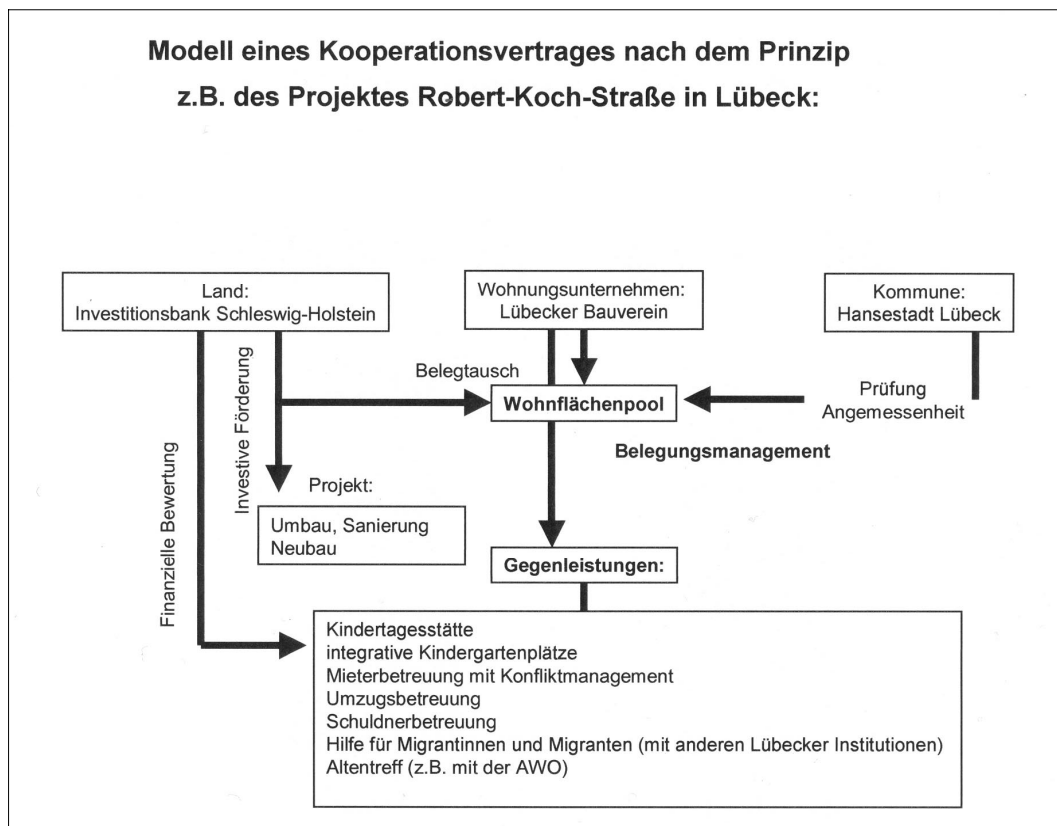 Modell eines Kooperationsvertrages nach dem Prinzip
z.B. des Projektes Robert-Koch-Straße in Lübeck:
Land:
Investitionsbank Schleswig-Holstein
Wohnungsunternehmen:
Lübecker Bauverein
Kommune:
Hansestadt Lübeck
Finanzielle Bewertung
Investive Förderung
Belegtausch
Wohnflächenpool
Prüfung
Angemessenheit
Belegungsmanagement
Projekt:
Umbau, Sanierung
Neubau
Gegenleistungen:
Kindertagesstätte
integrative Kindergartenplätze
Mieterbetreuung mit Konfliktmanagement
Umzugsbetreuung
Schuldnerbetreuung
Hilfe für Migrantinnen und Migranten (mit anderen Lübecker Institutionen)
Altentreff (z.B. mit der AWO)